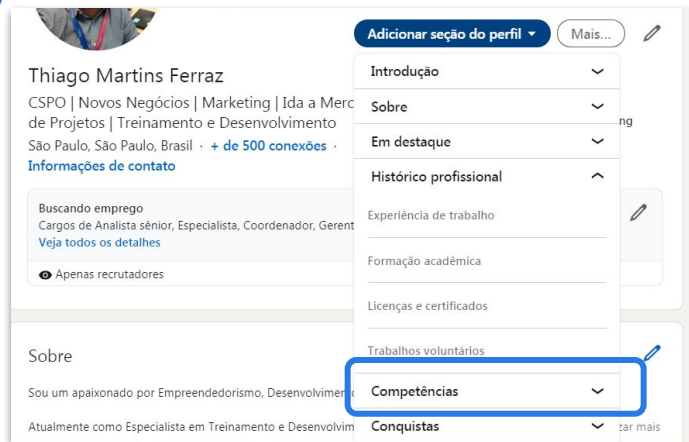 Adicionar seção do perfil
Mais...
Thiago Martins Ferraz
CSPO | Novos Negócios | Marketing | Ida a Merc
de Projetos | Treinamento e Desenvolvimento
ng
São Paulo, São Paulo, Brasil · + de 500 conexões ·
Informações de contato
Buscando emprego
Cargos de Analista sênior, Especialista, Coordenador, Gerent
Veja todos os detalhes
Apenas recrutadores
Introdução
Sobre
Em destaque
Histórico profissional
Experiência de trabalho
Formação acadêmica
Licenças e certificados
Trabalhos voluntários
Competências
Conquistas
Sobre
Sou um apaixonado por Empreendedorismo, Desenvolvimen
Atualmente como Especialista em Treinamento e Desenvolvim
zar mais